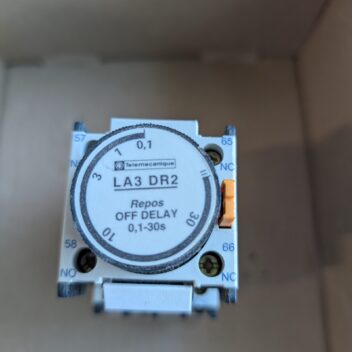 57
65
NO
NC
0,1
1
3
10
30
Telemecanique
LA3 DR2
Repos
OFF DELAY
0,1-30s
58
66
NO
NC